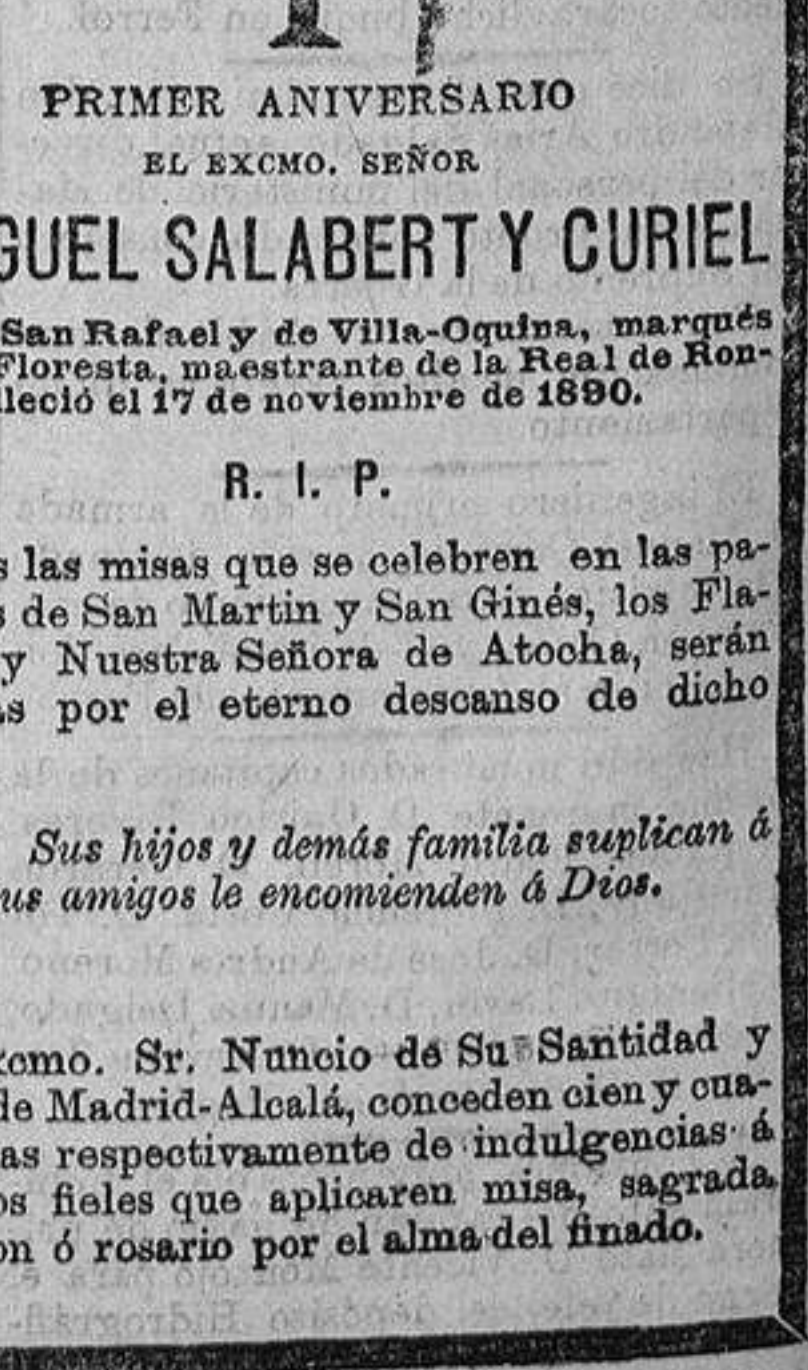 PRIMER ANIVERSARIO
EL EXCMO. SEÑOR
GUEL SALABERT Y CURIEL
San Rafael y de Villa-Oquina, marqués
Floresta, maestrante de la Real de Ron-
lleció el 17 de noviembre de 1890.
R. I. P.
s las misas que se celebren en las pa-
s de San Martin y San Ginés, los Fla-
y Nuestra Señora de Atocha, serán
as por el eterno descanso de dicho
Sus hijos y demás familia suplican á
us amigos le encomienden á Dios.
xcmo. Sr. Nuncio de Su Santidad y
de Madrid-Alcalá, conceden cien y cua-
as respectivamente de indulgencias á
os fieles que aplicaren misa, sagrada
on ó rosario por el alma del finado.